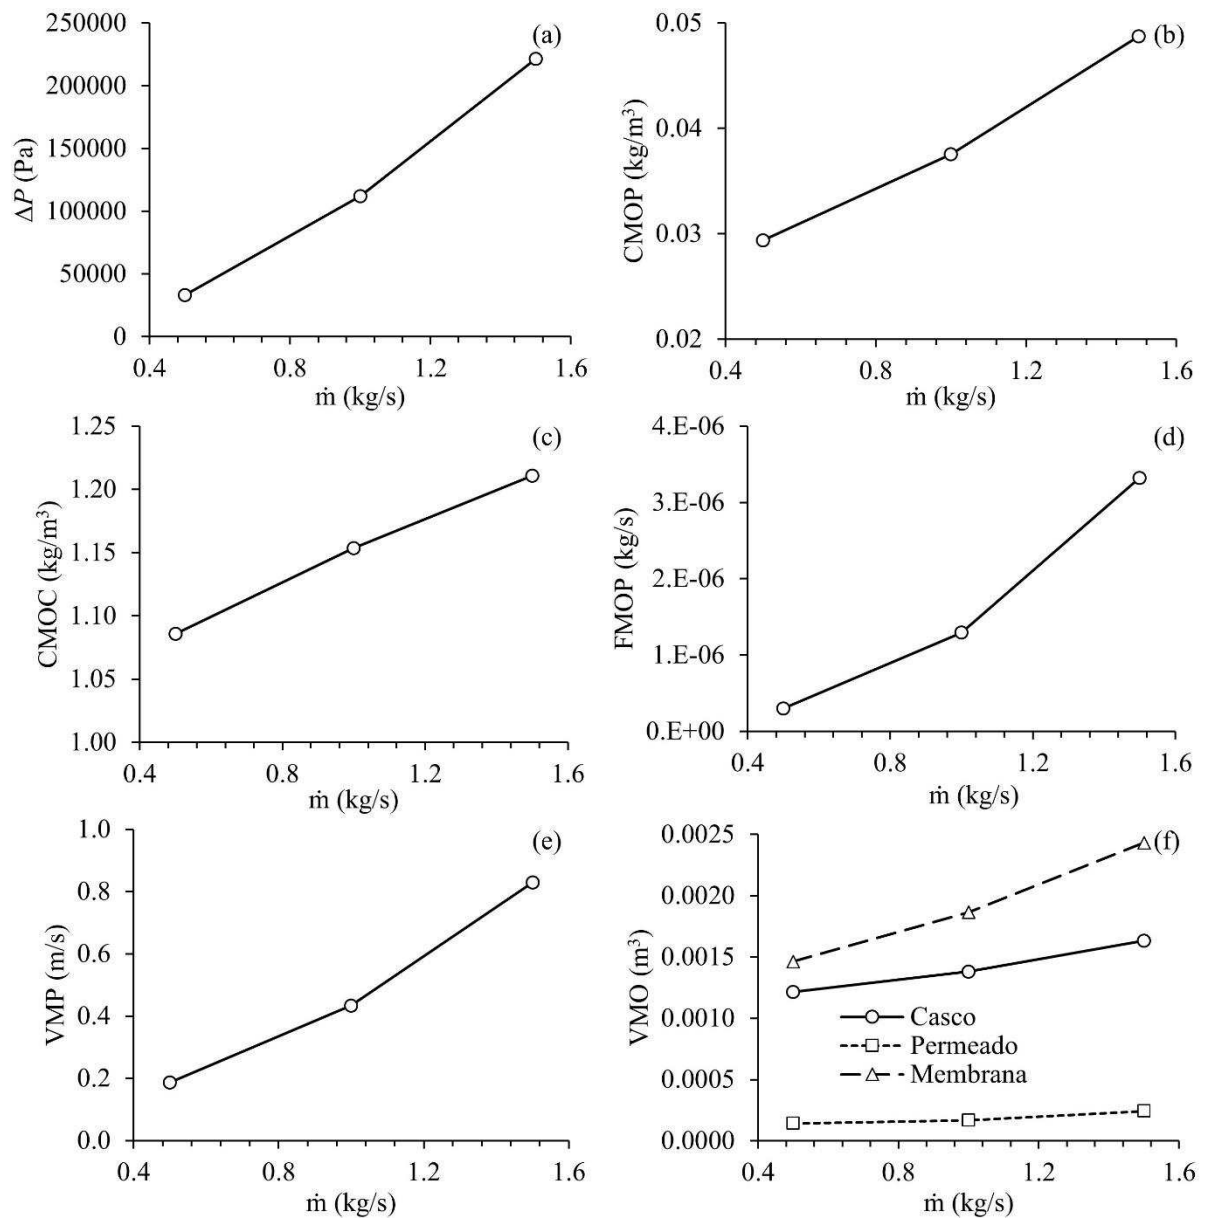 (a)
250000
200000
150000
100000
50000
0
ΔP (Pa)
0.4 0.8 1.2 1.6
ṁ (kg/s)
(b)
0.05
0.04
0.03
0.02
CMOP (kg/m³)
0.4 0.8 1.2 1.6
ṁ (kg/s)
(c)
1.25
1.20
1.15
1.10
1.05
1.00
CMOC (kg/m³)
0.4 0.8 1.2 1.6
ṁ (kg/s)
(d)
4.E-06
3.E-06
2.E-06
1.E-06
0.E+00
FMOP (kg/s)
0.4 0.8 1.2 1.6
ṁ (kg/s)
(e)
1.0
0.8
0.6
0.4
0.2
0.0
VMP (m/s)
0.4 0.8 1.2 1.6
ṁ (kg/s)
(f)
0.0025
0.0020
0.0015
0.0010
0.0005
0.0000
VMO (m³)
Casco
Permeado
Membrana
0.4 0.8 1.2 1.6
ṁ (kg/s)